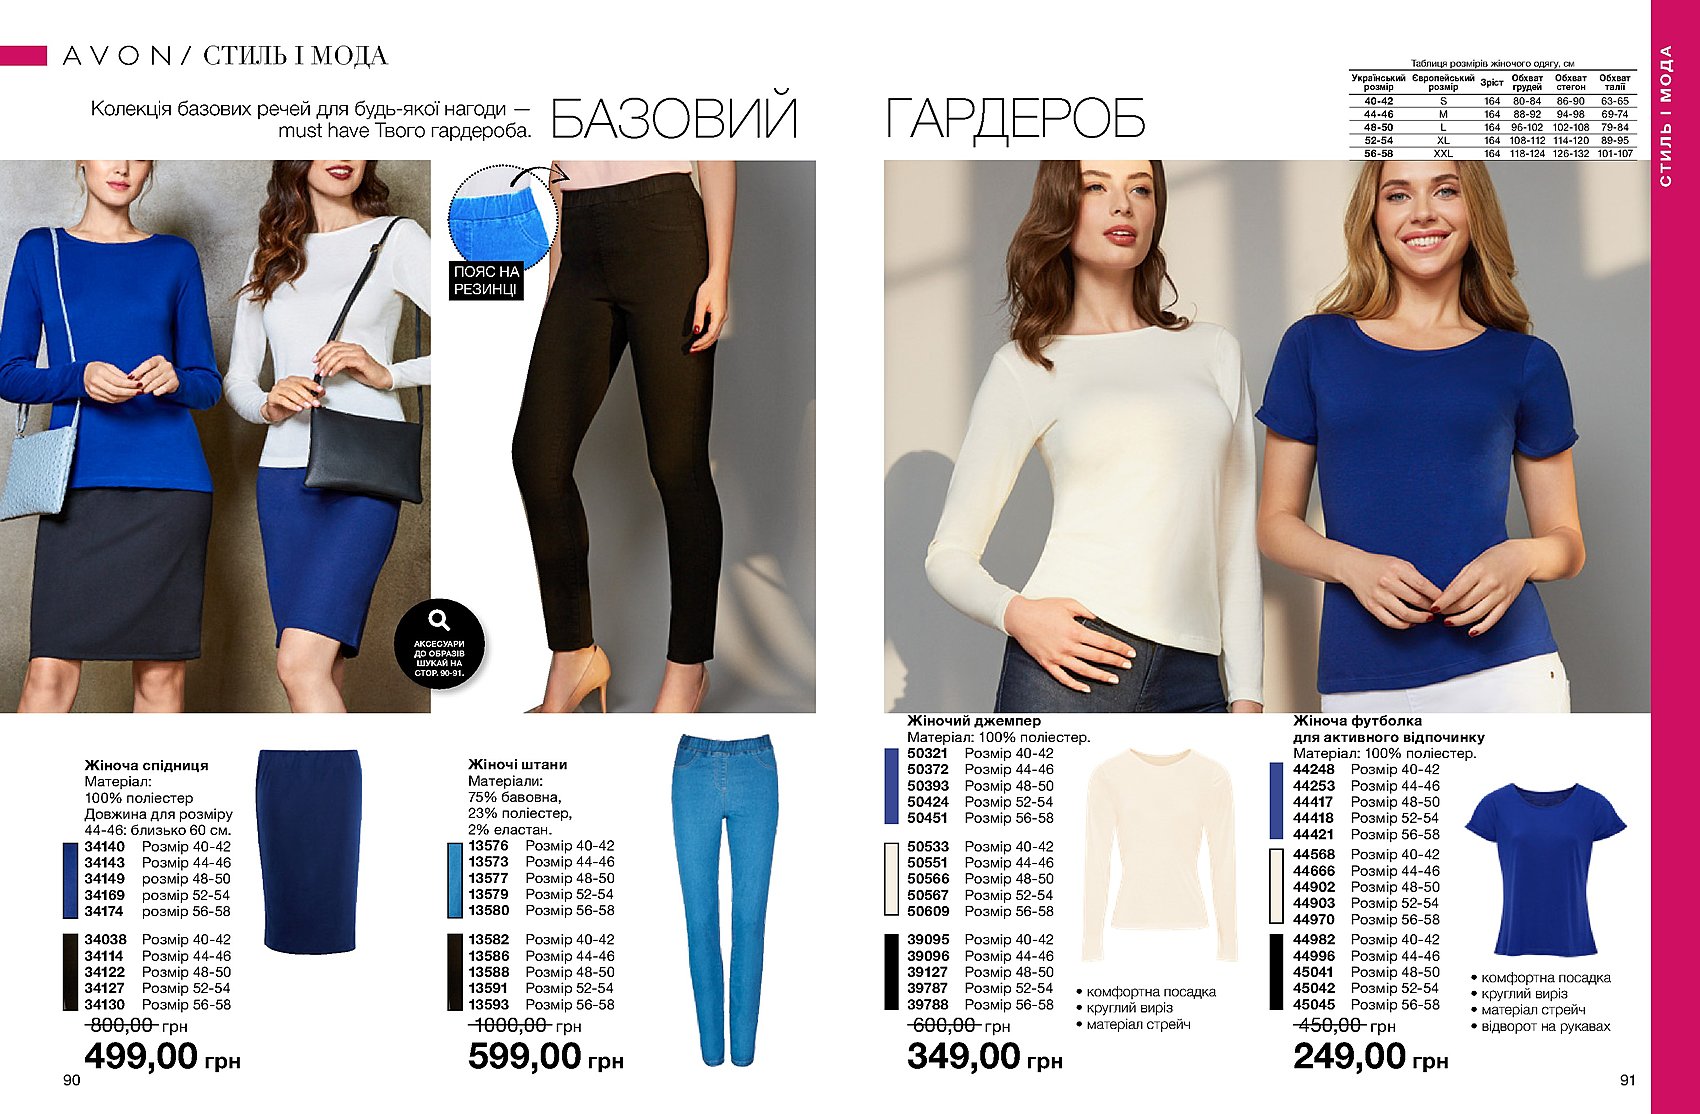 AVON/ СТИЛЬ І МОДА
Колекція базових речей для будь-якої нагоди —
must have Твого гардероба.
БАЗОВИЙ ГАРДЕРОБ
Таблиця розмірів жіночого одягу, см
Український розмір Європейський розмір Зріст Обхват грудей Обхват стегон Обхват талії
40-42 S 164 80-84 86-90 63-65
44-46 M 164 88-92 94-98 69-74
48-50 L 164 96-102 102-108 79-84
52-54 XL 164 108-112 114-120 89-95
56-58 XXL 164 118-124 126-132 101-107
СТИЛЬ І МОДА
ПОЯС НА
РЕЗИНЦІ
АКСЕСУАРИ
ДО ОБРАЗІВ
ШУКАЙ НА
СТОР. 90-91.
Жіноча спідниця
Матеріал:
100% поліестер
Довжина для розміру
44-46: близько 60 см.
34140 Розмір 40-42
34143 Розмір 44-46
34149 розмір 48-50
34169 розмір 52-54
34174 розмір 56-58
34038 Розмір 40-42
34114 Розмір 44-46
34122 Розмір 48-50
34127 Розмір 52-54
34130 Розмір 56-58
800,00 грн
499,00 грн
90
Жіночі штани
Матеріали:
75% бавовна,
23% поліестер,
2% еластан.
13576 Розмір 40-42
13573 Розмір 44-46
13577 Розмір 48-50
13579 Розмір 52-54
13580 Розмір 56-58
13582 Розмір 40-42
13586 Розмір 44-46
13588 Розмір 48-50
13591 Розмір 52-54
13593 Розмір 56-58
1000,00 грн
599,00 грн
Жіночий джемпер
Матеріал: 100% поліестер.
50321 Розмір 40-42
50372 Розмір 44-46
50393 Розмір 48-50
50424 Розмір 52-54
50451 Розмір 56-58
50533 Розмір 40-42
50551 Розмір 44-46
50566 Розмір 48-50
50567 Розмір 52-54
50609 Розмір 56-58
39095 Розмір 40-42
39096 Розмір 44-46
39127 Розмір 48-50
39787 Розмір 52-54
39788 Розмір 56-58
600,00 грн
349,00 грн
• комфортна посадка
• круглий виріз
• матеріал стрейч
Жіноча футболка
для активного відпочинку
Матеріал: 100% поліестер.
44248 Розмір 40-42
44253 Розмір 44-46
44417 Розмір 48-50
44418 Розмір 52-54
44421 Розмір 56-58
44568 Розмір 40-42
44666 Розмір 44-46
44902 Розмір 48-50
44903 Розмір 52-54
44970 Розмір 56-58
44982 Розмір 40-42
44996 Розмір 44-46
45041 Розмір 48-50
45042 Розмір 52-54
45045 Розмір 56-58
450,00 грн
249,00 грн
• комфортна посадка
• круглий виріз
• матеріал стрейч
• відворот на рукавах
91